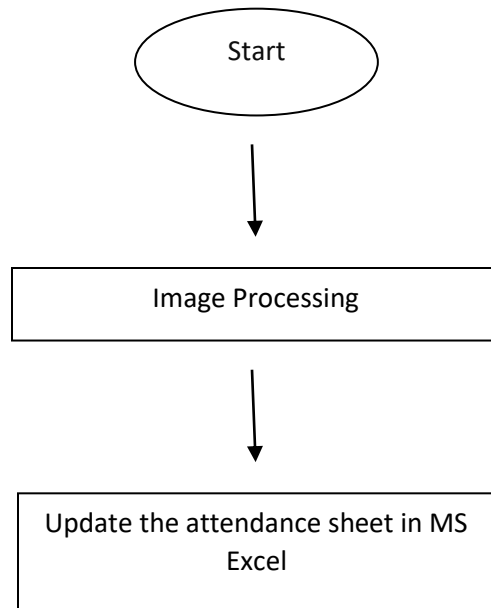 Start
Image Processing
Update the attendance sheet in MS
Excel